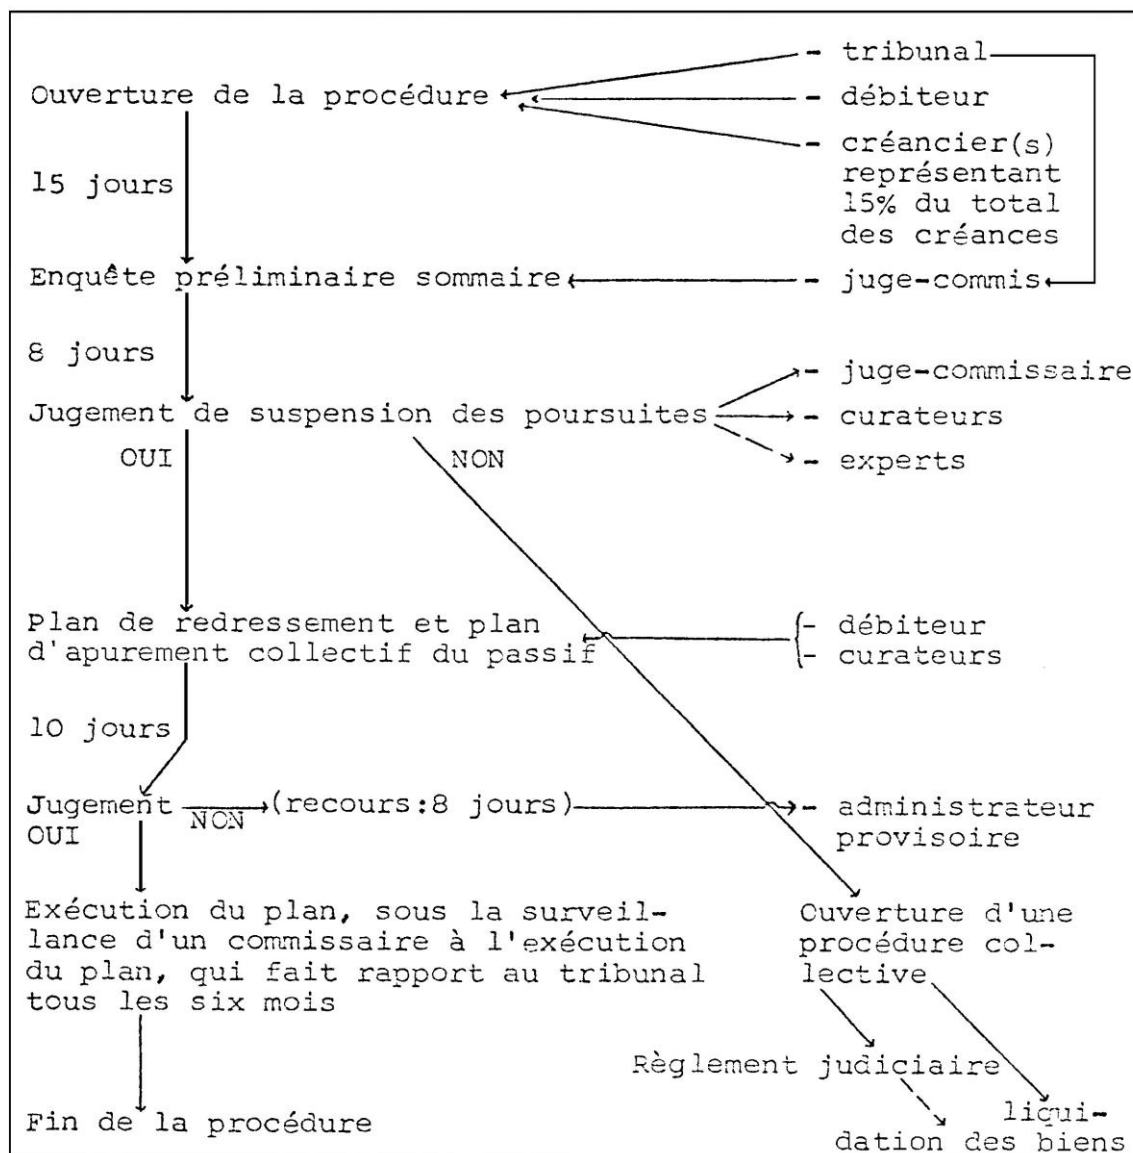 - tribunal
Ouverture de la procédure
- débiteur
- créancier(s)
représentant
15% du total
des créances
15 jours
Enquête préliminaire sommaire
- juge-commis
8 jours
- juge-commissaire
Jugement de suspension des poursuites
- curateurs
OUI
NON
- experts
Plan de redressement et plan
d'apurement collectif du passif
- débiteur
- curateurs
10 jours
Jugement
NON
(recours:8 jours)
- administrateur
provisoire
OUI
Exécution du plan, sous la surveil-
lance d'un commissaire à l'exécution
du plan, qui fait rapport au tribunal
tous les six mois
Ouverture d'une
procédure col-
lective
Règlement judiciaire
Fin de la procédure
liqui-
dation des biens